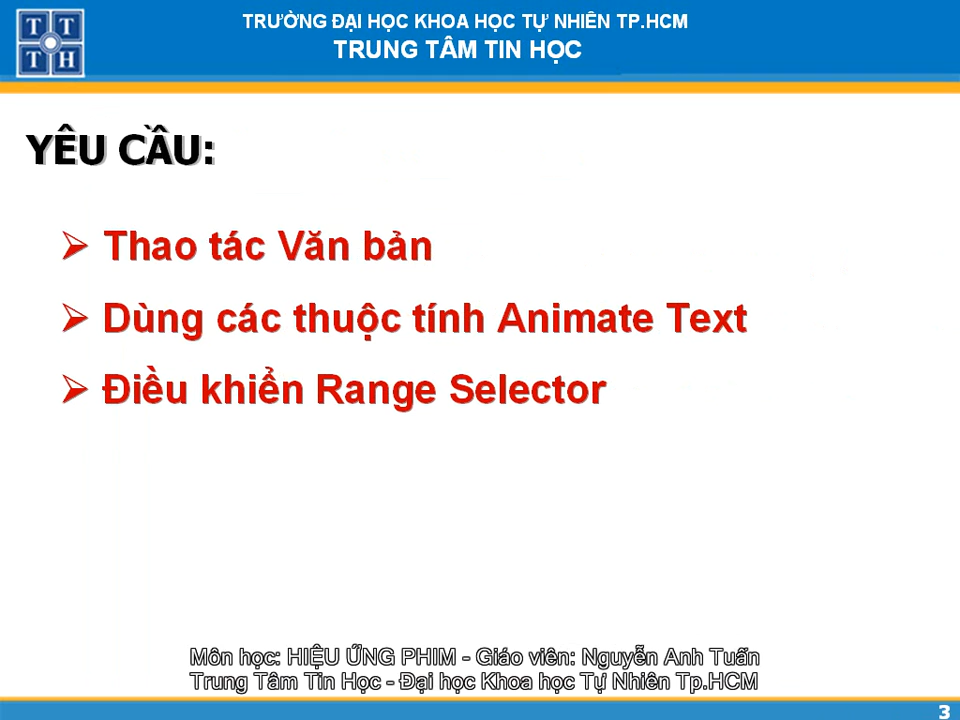 T T
T H
TRƯỜNG ĐẠI HỌC KHOA HỌC TỰ NHIÊN TP.HCM
TRUNG TÂM TIN HỌC
YÊU CẦU:
Thao tác Văn bản
Dùng các thuộc tính Animate Text
Điều khiển Range Selector
Môn học: HIỆU ỨNG PHIM - Giáo viên: Nguyễn Anh Tuấn
Trung Tâm Tin Học - Đại học Khoa học Tự Nhiên Tp.HCM
3